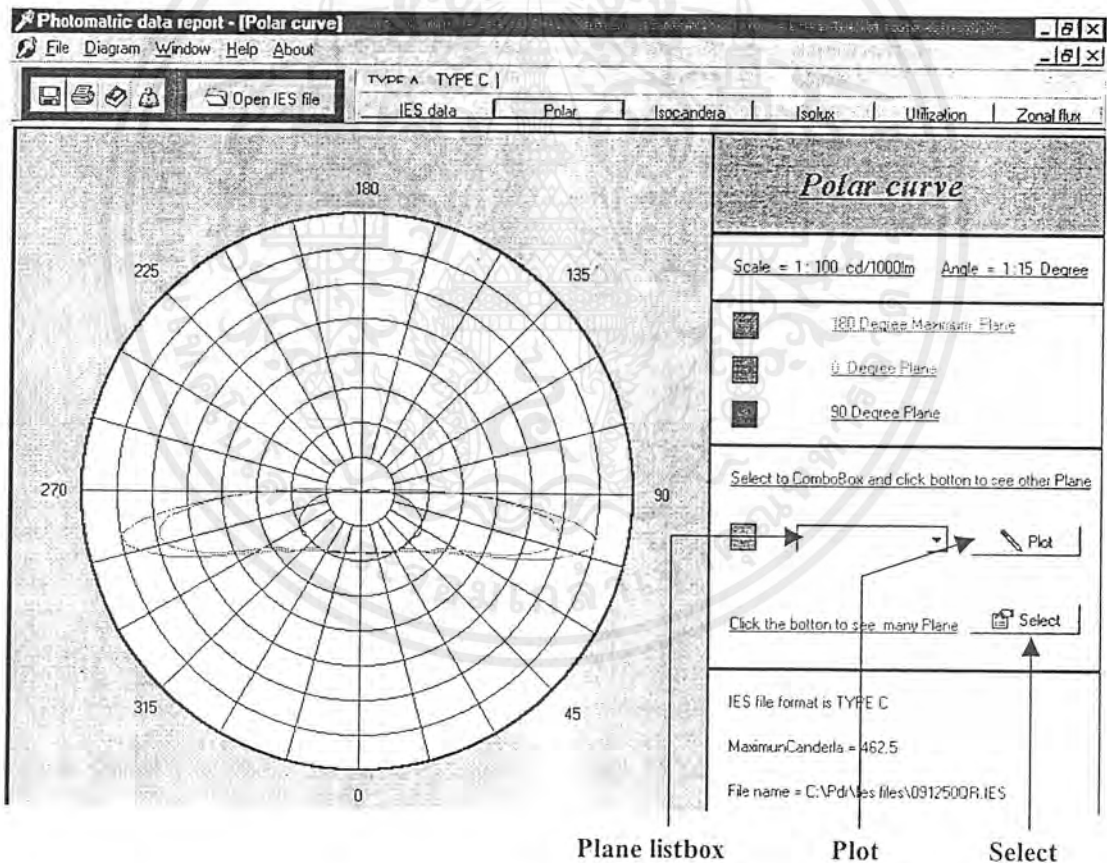 Photomatric data report - [Polar curve]
File Diagram Window Help About
Open IES file
TYPE A TYPE C
IES data Polar Isocandera Isolux Utilization Zonal flux
Polar curve
Scale = 1 : 100 cd/1000lm Angle = 1:15 Degree
180 Degree Maximum Plane
0 Degree Plane
90 Degree Plane
Select to ComboBox and click botton to see other Plane
Plot
Click the botton to see many Plane
Select
IES file format is TYPE C
MaximunCanderla = 462.5
File name = C:\Pdr\Ies files\091250QR.IES
180
225
135
270
90
315
45
0
Plane listbox Plot Select